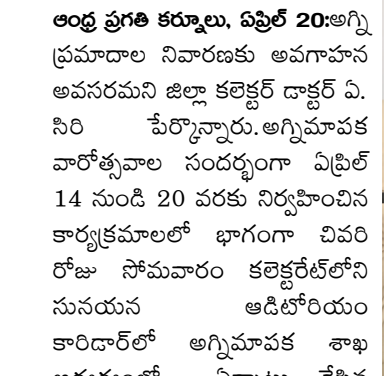 ఆంధ్ర ప్రగతి కర్నూలు, ఏప్రిల్ 20:అగ్ని
ప్రమాదాల నివారణకు అవగాహన
అవసరమని జిల్లా కలెక్టర్ డాక్టర్ ఏ.
సిరి పేర్కొన్నారు.అగ్నిమాపక
వారోత్సవాల సందర్భంగా ఏప్రిల్
14 నుండి 20 వరకు నిర్వహించిన
కార్యక్రమాలలో భాగంగా చివరి
రోజు సోమవారం కలెక్టరేట్‌లోని
సునయన ఆడిటోరియం
కారిడార్‌లో అగ్నిమాపక శాఖ